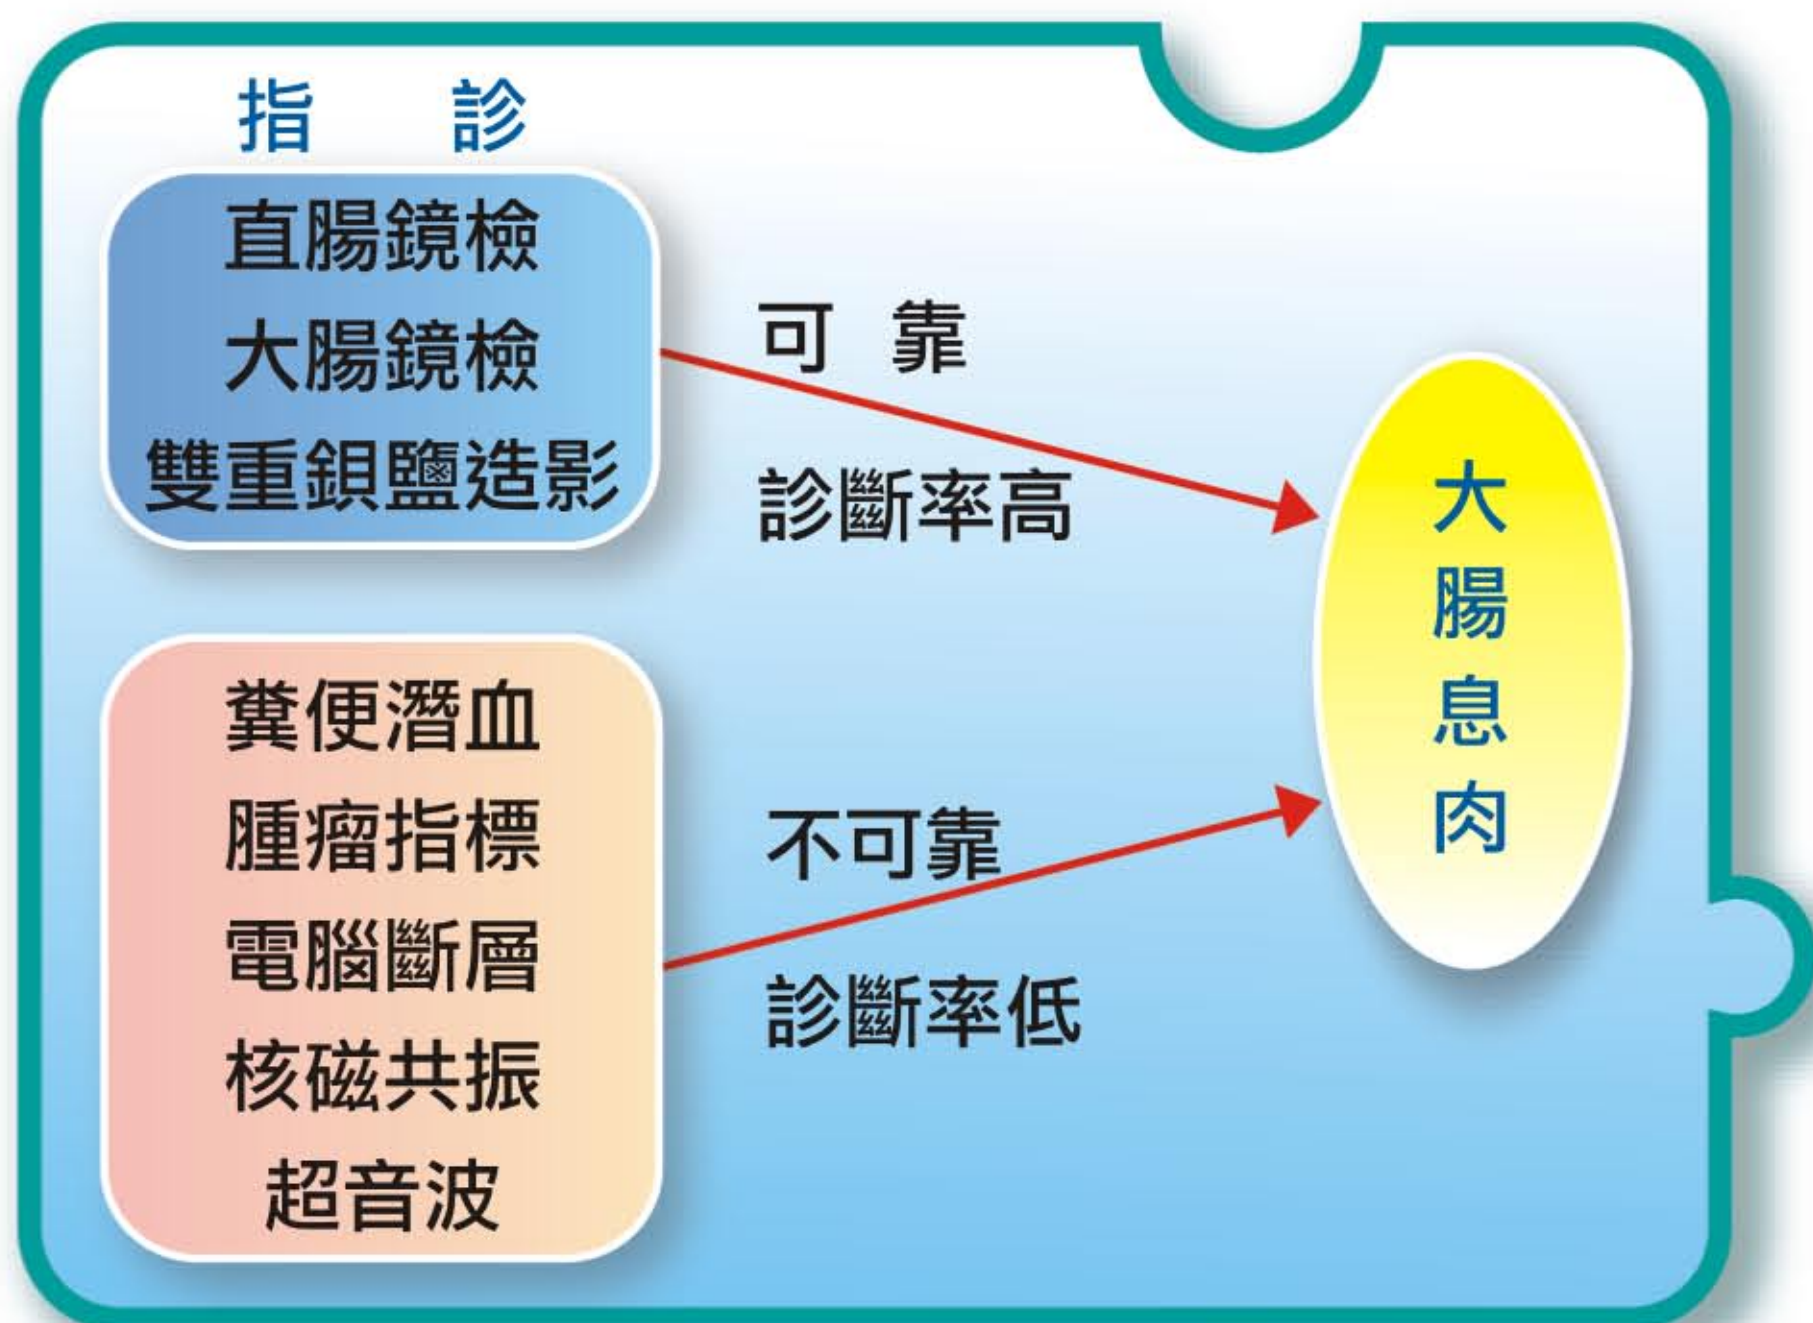 指 診
直腸鏡檢
大腸鏡檢
雙重鋇鹽造影
可 靠
診斷率高
糞便潛血
腫瘤指標
電腦斷層
核磁共振
超音波
不可靠
診斷率低
大腸息肉